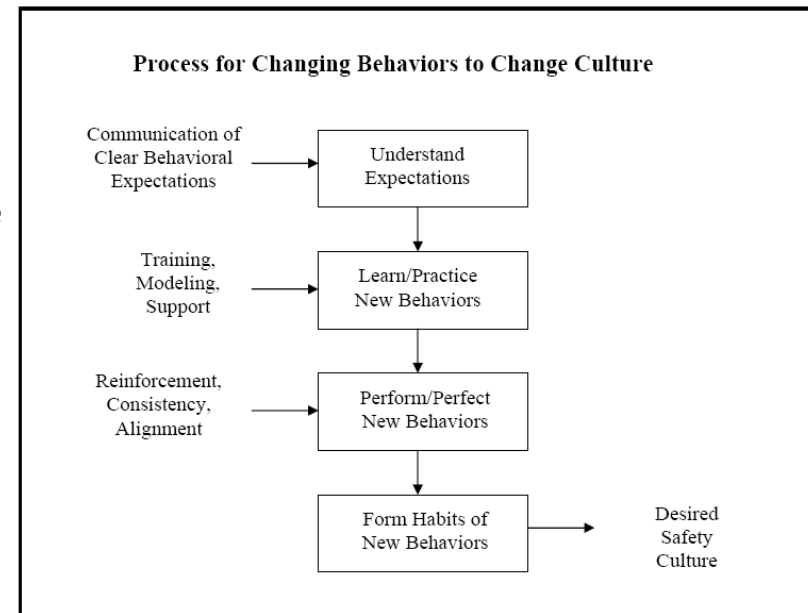 Process for Changing Behaviors to Change Culture
Communication of
Clear Behavioral
Expectations
Understand
Expectations
Training,
Modeling,
Support
Learn/Practice
New Behaviors
Reinforcement,
Consistency,
Alignment
Perform/Perfect
New Behaviors
Form Habits of
New Behaviors
Desired
Safety
Culture